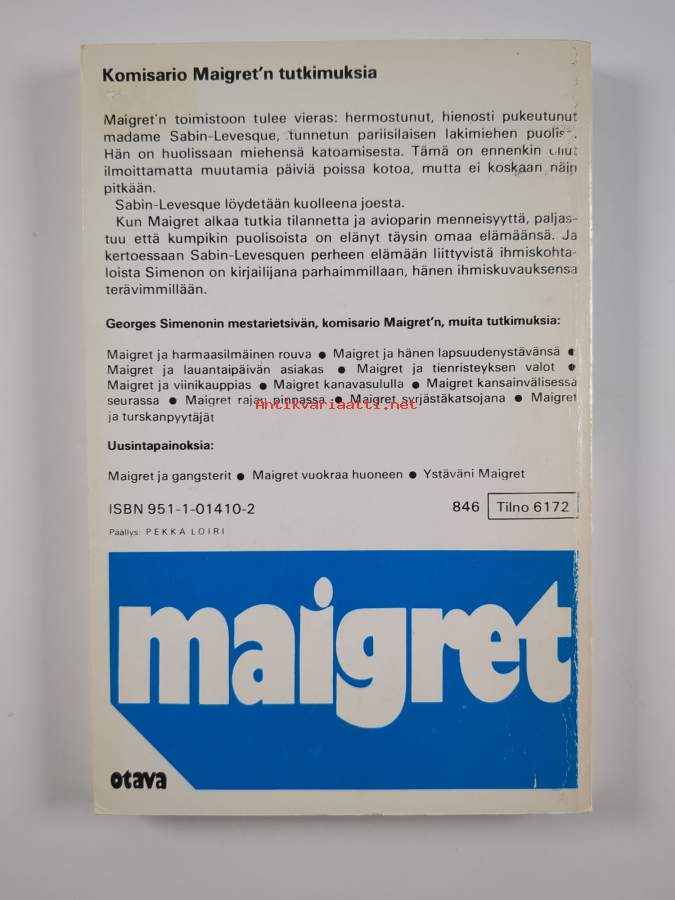 Komisario Maigret'n tutkimuksia
Maigret'n toimistoon tulee vieras: hermostunut, hienosti pukeutunut
madame Sabin-Levesque, tunnetun pariisilaisen lakimiehen puoliso.
Hän on huolissaan miehensä katoamisesta. Tämä on ennenkin ollut
ilmoittamatta muutamia päiviä poissa kotoa, mutta ei koskaan näin
pitkään.
Sabin-Levesque löydetään kuolleena joesta.
Kun Maigret alkaa tutkia tilannetta ja avioparin menneisyyttä, paljas-
tuu että kumpikin puolisoista on elänyt täysin omaa elämäänsä. Ja
kertoessaan Sabin-Levesquen perheen elämään liittyvistä ihmiskohta-
loista Simenon on kirjailijana parhaimmillaan, hänen ihmiskuvauksensa
terävimmillään.
Georges Simenonin mestarietsivän, komisario Maigret'n, muita tutkimuksia:
Maigret ja harmaasilmäinen rouva ● Maigret ja hänen lapsuudenystävänsä ●
Maigret ja lauantaipäivän asiakas ● Maigret ja tienristeyksen valot ●
Maigret ja viinikauppias ● Maigret kanavasululla ● Maigret kansainvälisessä
seurassa ● Maigret rajan pinnassa ● Maigret syrjästäkatsojana ● Maigret
ja turskanpyytäjät
Antikvariaatti.net
Uusintapainoksia:
Maigret ja gangsterit ● Maigret vuokraa huoneen ● Ystäväni Maigret
ISBN 951-1-01410-2 846 Tilno 6172
Päällys: PEKKA LOIRI
maigret
otava